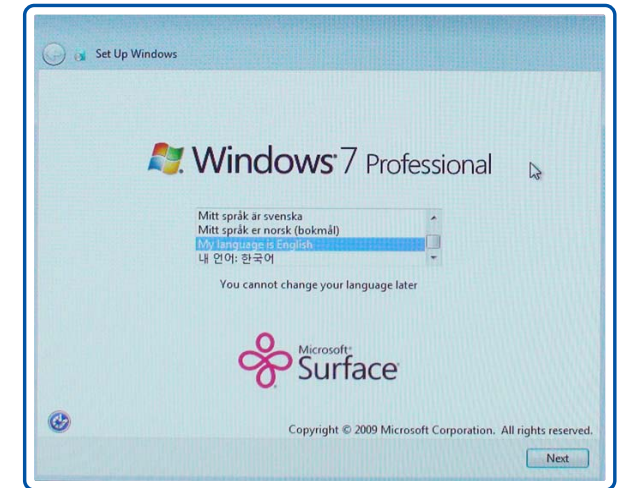 Set Up Windows
Windows 7 Professional
Mitt språk är svenska
Mitt språk er norsk (bokmål)
My language is English
내 언어: 한국어
You cannot change your language later
Microsoft
Surface
Copyright © 2009 Microsoft Corporation. All rights reserved.
Next